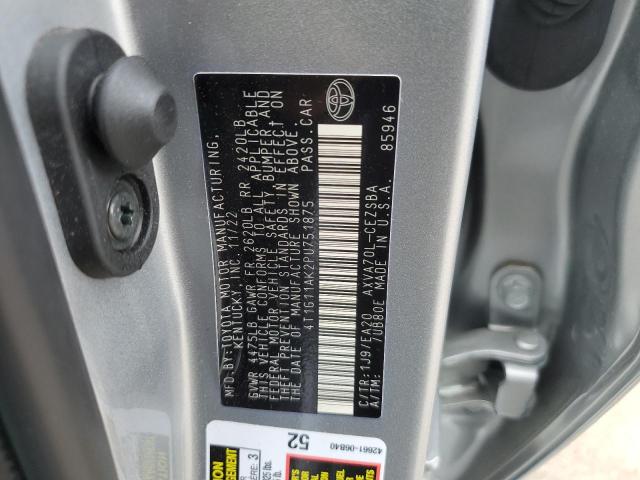 MFD.BY:TOYOTA MOTOR MANUFACTURING,
KENTUCKY, INC. 11/22
GVWR 4475LB GAWR FR 2620LB RR 2420LB
THIS VEHICLE CONFORMS TO ALL APPLICABLE
FEDERAL MOTOR VEHICLE SAFETY, BUMPER, AND
THEFT PREVENTION STANDARDS IN EFFECT ON
THE DATE OF MANUFACTURE SHOWN ABOVE.
4T1G11AK2PU751875 PASS.CAR
C/TR:1J9/FA20 AXVA70L-CEZSBA
A/TM: /UB80E MADE IN U.S.A. 85946
52
42661-06B40